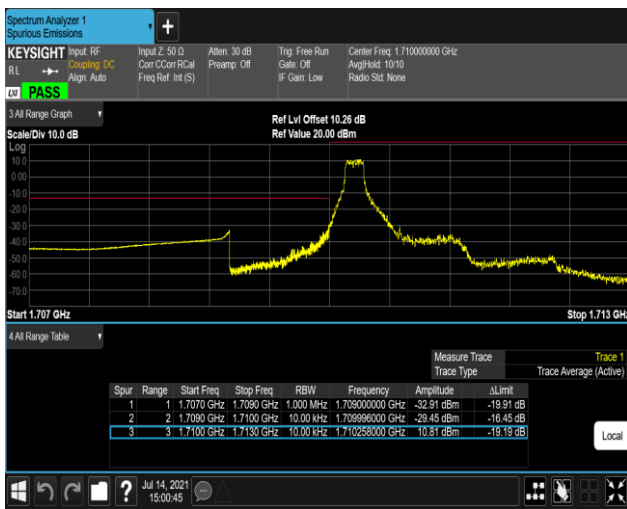 Spectrum Analyzer 1
Spurious Emissions
+
KEYSIGHT Input: RF Input Z: 50 Ω Atten: 30 dB Trig: Free Run Center Freq: 1.710000000 GHz
RL Coupling: DC Corr CCorr RCal Preamp: Off Gate: Off Avg|Hold: 10/10
Align: Auto Freq Ref: Int (S) IF Gain: Low Radio Std: None
LXI PASS
3 All Range Graph
Ref Lvl Offset 10.26 dB
Scale/Div 10.0 dB Ref Value 20.00 dBm
Log
10.0
0.00
-10.0
-20.0
-30.0
-40.0
-50.0
-60.0
-70.0
Start 1.707 GHz Stop 1.713 GHz
4 All Range Table
Measure Trace Trace 1
Trace Type Trace Average (Active)
Spur Range Start Freq Stop Freq RBW Frequency Amplitude ΔLimit
1 1 1.7070 GHz 1.7090 GHz 1.000 MHz 1.709000000 GHz -32.91 dBm -19.91 dB
2 2 1.7090 GHz 1.7100 GHz 10.00 kHz 1.709996000 GHz -29.45 dBm -16.45 dB
3 3 1.7100 GHz 1.7130 GHz 10.00 kHz 1.710258000 GHz 10.81 dBm -19.19 dB
Local
? Jul 14, 2021
15:00:45